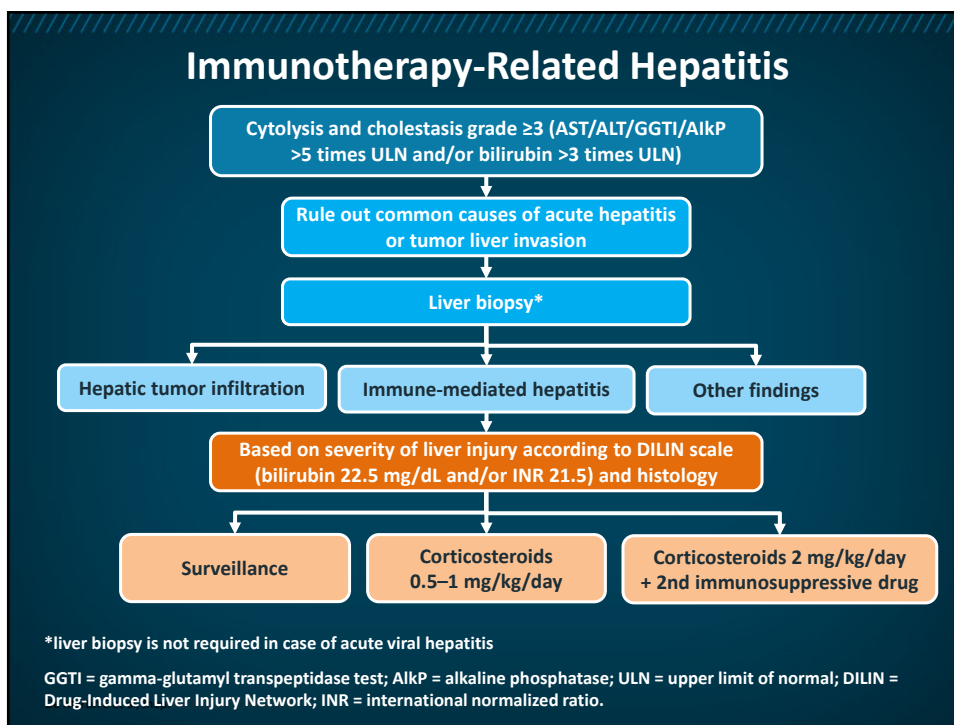 Immunotherapy-Related Hepatitis
Cytolysis and cholestasis grade ≥3 (AST/ALT/GGTI/AlkP
>5 times ULN and/or bilirubin >3 times ULN)
Rule out common causes of acute hepatitis
or tumor liver invasion
Liver biopsy*
Hepatic tumor infiltration
Immune-mediated hepatitis
Other findings
Based on severity of liver injury according to DILIN scale
(bilirubin 22.5 mg/dL and/or INR 21.5) and histology
Surveillance
Corticosteroids
0.5–1 mg/kg/day
Corticosteroids 2 mg/kg/day
+ 2nd immunosuppressive drug
*liver biopsy is not required in case of acute viral hepatitis
GGTI = gamma-glutamyl transpeptidase test; AlkP = alkaline phosphatase; ULN = upper limit of normal; DILIN =
Drug-Induced Liver Injury Network; INR = international normalized ratio.